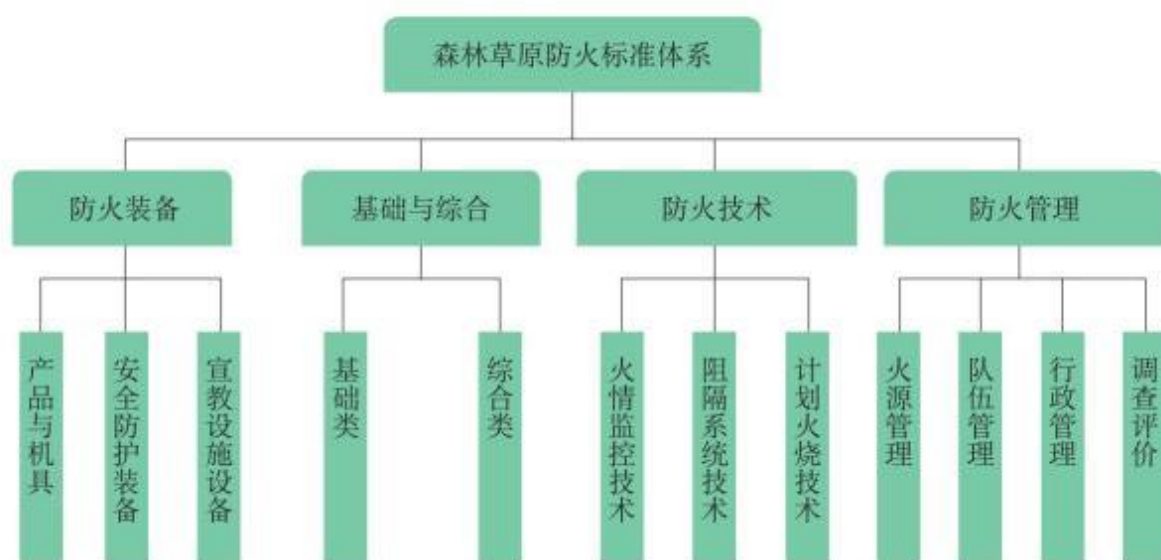 森林草原防火标准体系
防火装备
基础与综合
防火技术
防火管理
产品与机具
安全防护装备
宣教设施设备
基础类
综合类
火情监控技术
阻隔系统技术
计划火烧技术
火源管理
队伍管理
行政管理
调查评价